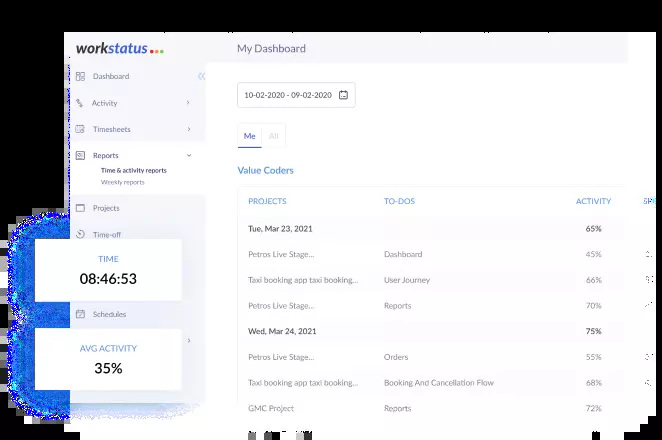 workstatus
My Dashboard
Dashboard
Activity
Timesheets
Reports
Time & activity reports
Weekly reports
Projects
Time-off
TIME
08:46:53
Schedules
AVG ACTIVITY
35%
10-02-2020 - 09-02-2020
Me All
Value Coders
PROJECTS TO-DOS ACTIVITY
Tue, Mar 23, 2021 65%
Petros Live Stage... Dashboard 45%
Taxi booking app taxi booking... User Journey 66%
Petros Live Stage... Reports 70%
Wed, Mar 24, 2021 75%
Petros Live Stage... Orders 55%
Taxi booking app taxi booking... Booking And Cancellation Flow 68%
GMC Project Reports 72%